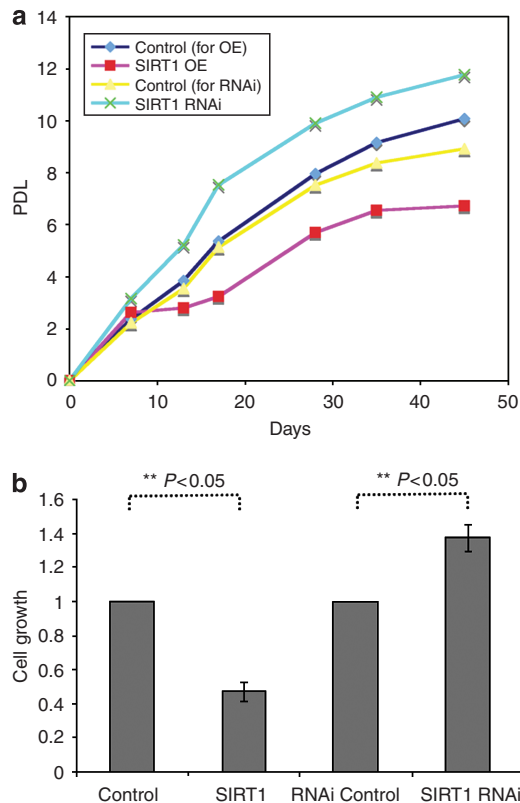 a
14
12
10
8
6
4
2
0
PDL
Control (for OE)
SIRT1 OE
Control (for RNAi)
SIRT1 RNAi
0 10 20 30 40 50
Days
b
** P<0.05
** P<0.05
1.6
1.4
1.2
1
0.8
0.6
0.4
0.2
0
Cell growth
Control SIRT1 RNAi Control SIRT1 RNAi